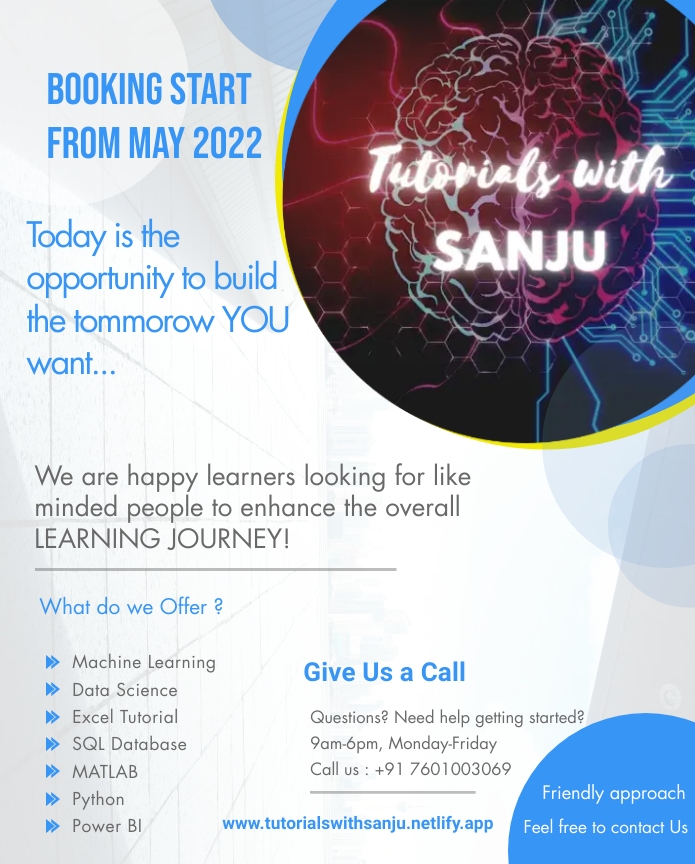 BOOKING START
FROM MAY 2022
Tutorials with
SANJU
Today is the
opportunity to build
the tommorow YOU
want...
We are happy learners looking for like
minded people to enhance the overall
LEARNING JOURNEY!
What do we Offer ?
Machine Learning
Data Science
Excel Tutorial
SQL Database
MATLAB
Python
Power BI
Give Us a Call
Questions? Need help getting started?
9am-6pm, Monday-Friday
Call us : +91 7601003069
www.tutorialswithsanju.netlify.app
Friendly approach
Feel free to contact Us